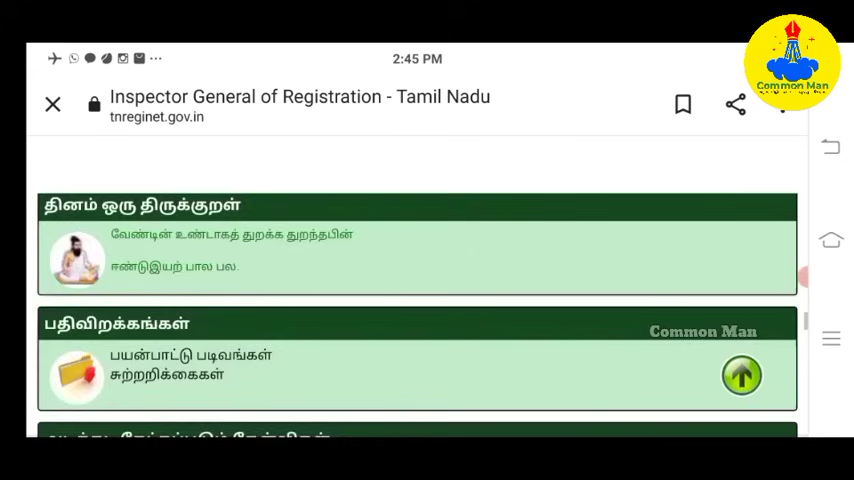 2:45 PM
Common Man
Inspector General of Registration - Tamil Nadu
tnreginet.gov.in
தினம் ஒரு திருக்குறள்
வேண்டின் உண்டாகத் துறக்க துறந்தபின்
ஈண்டுஇயற் பால பல.
பதிவிறக்கங்கள்
Common Man
பயன்பாட்டு படிவங்கள்
சுற்றறிக்கைகள்